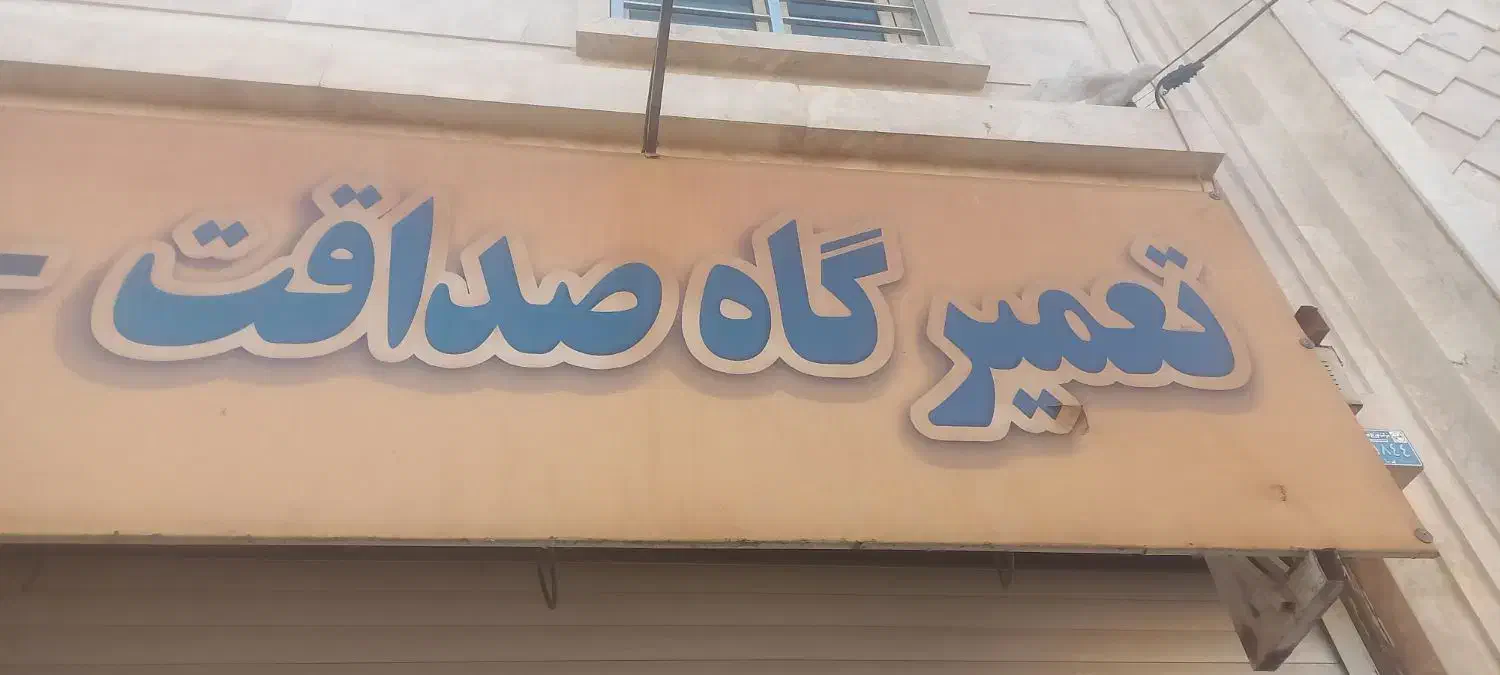 تعمیر گاه صداقت -